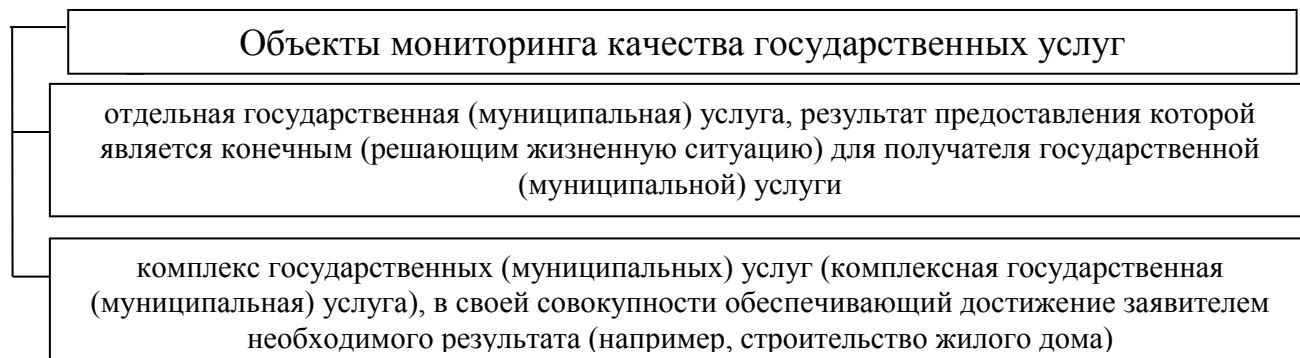 Объекты мониторинга качества государственных услуг
отдельная государственная (муниципальная) услуга, результат предоставления которой
является конечным (решающим жизненную ситуацию) для получателя государственной
(муниципальной) услуги
комплекс государственных (муниципальных) услуг (комплексная государственная
(муниципальная) услуга), в своей совокупности обеспечивающий достижение заявителем
необходимого результата (например, строительство жилого дома)